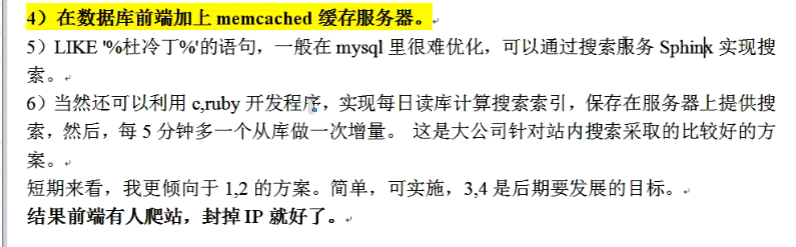 4）在数据库前端加上 memcached 缓存服务器。
5）LIKE '%杜冷丁%'的语句，一般在 mysql 里很难优化，可以通过搜索服务 Sphinx 实现搜
索。
6）当然还可以利用 c,ruby 开发程序，实现每日读库计算搜索索引，保存在服务器上提供搜
索，然后，每 5 分钟多一个从库做一次增量。 这是大公司针对站内搜索采取的比较好的方
案。
短期来看，我更倾向于 1,2 的方案。简单，可实施，3,4 是后期要发展的目标。
结果前端有人爬站，封掉 IP 就好了。